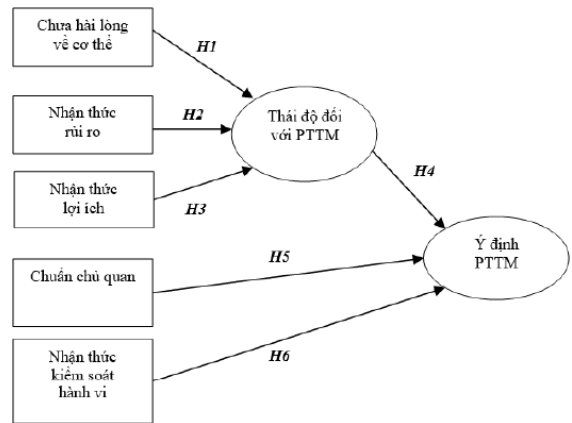 Chưa hài lòng
về cơ thể
H1
Nhận thức
rủi ro
H2
Thái độ đối
với PTTM
Nhận thức
lợi ích
H3
H4
Ý định
PTTM
Chuẩn chủ quan
H5
Nhận thức
kiểm soát
hành vi
H6